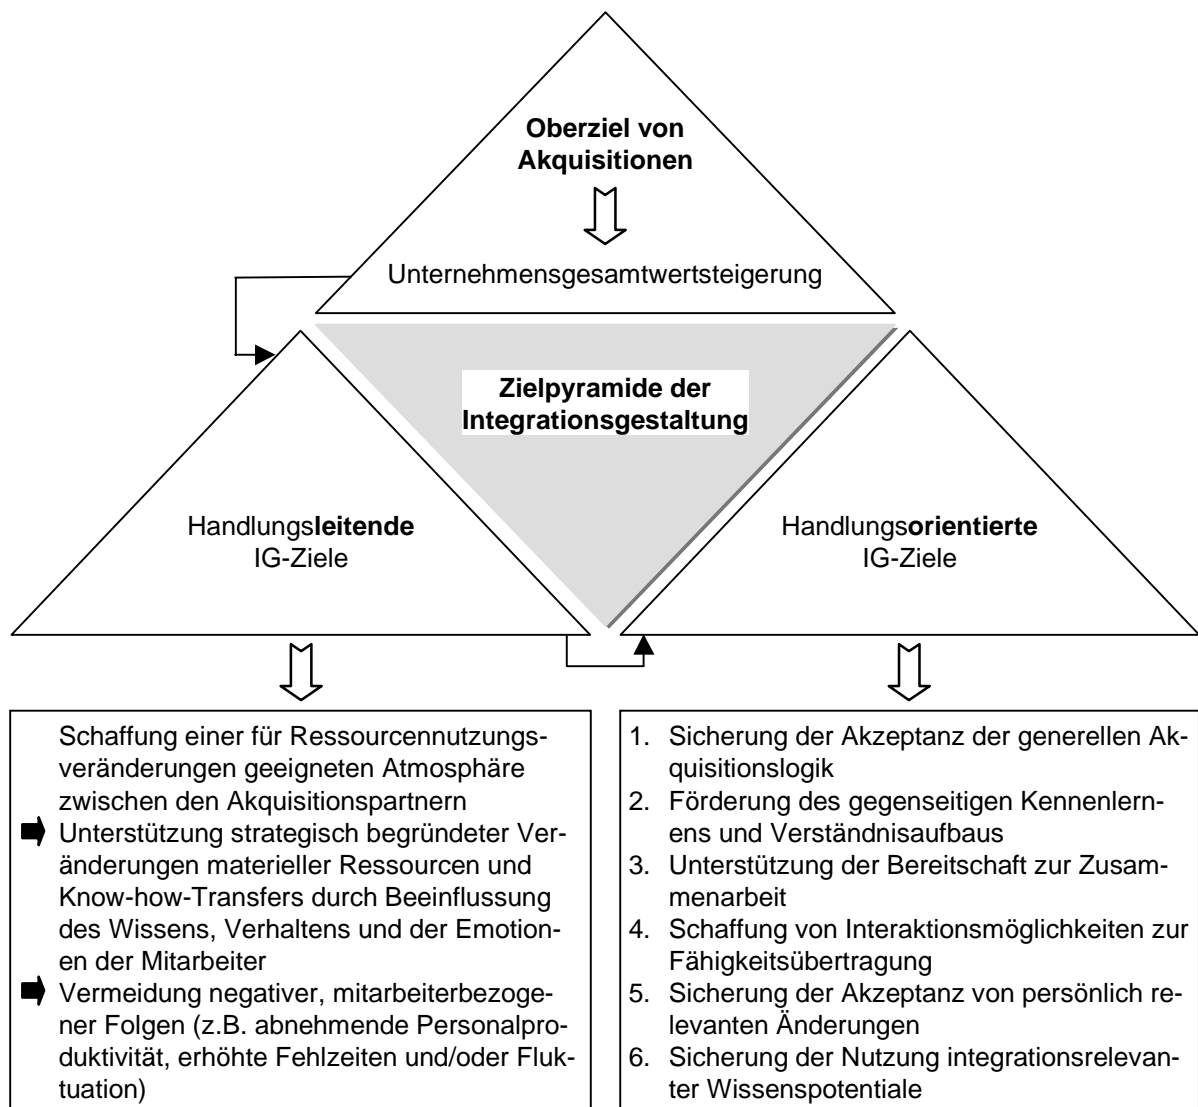 Oberziel von
Akquisitionen
Unternehmensgesamtwertsteigerung
Zielpyramide der
Integrationsgestaltung
Handlungsleitende
IG-Ziele
Handlungsorientierte
IG-Ziele
Schaffung einer für Ressourcennutzungs-
veränderungen geeigneten Atmosphäre
zwischen den Akquisitionspartnern
Unterstützung strategisch begründeter Ver-
änderungen materieller Ressourcen und
Know-how-Transfers durch Beeinflussung
des Wissens, Verhaltens und der Emotion-
en der Mitarbeiter
Vermeidung negativer, mitarbeiterbezoge-
ner Folgen (z.B. abnehmende Personalpro-
duktivität, erhöhte Fehlzeiten und/oder Fluk-
tuation)
1. Sicherung der Akzeptanz der generellen Ak-
quisitionslogik
2. Förderung des gegenseitigen Kennenlern-
ens und Verständnisaufbaus
3. Unterstützung der Bereitschaft zur Zusam-
menarbeit
4. Schaffung von Interaktionsmöglichkeiten zur
Fähigkeitsübertragung
5. Sicherung der Akzeptanz von persönlich re-
levanten Änderungen
6. Sicherung der Nutzung integrationsrelevan-
ter Wissenspotentiale